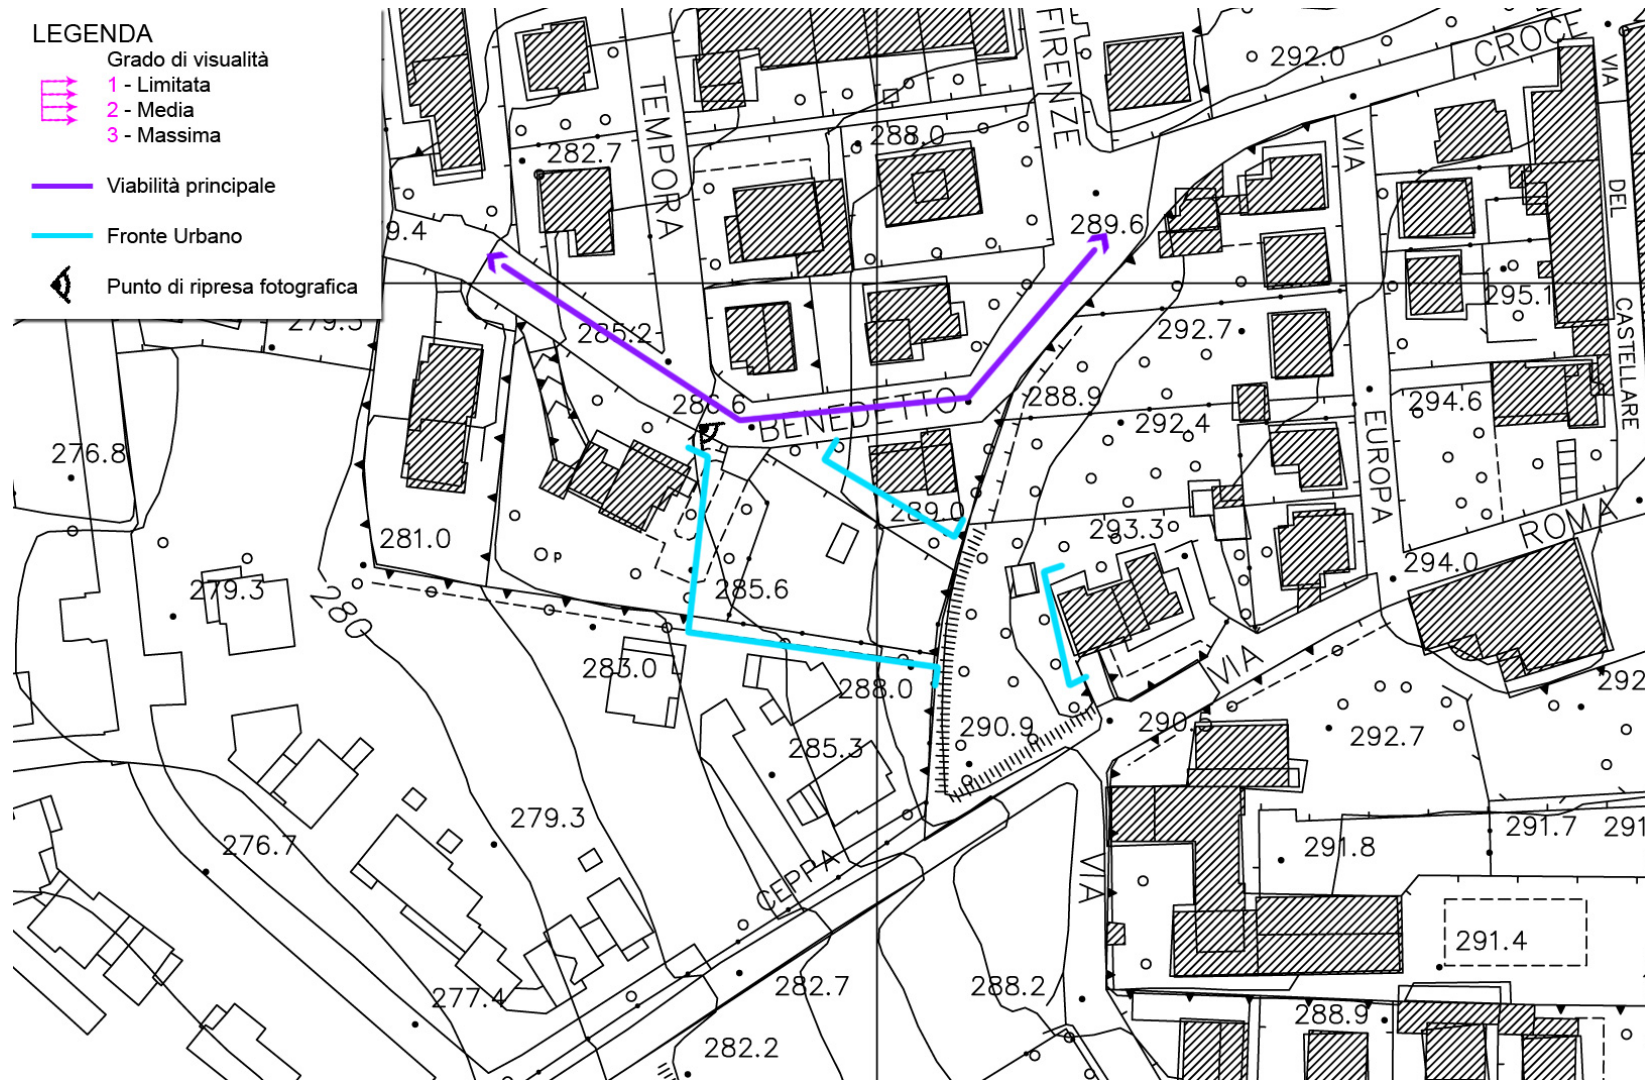 LEGENDA
Grado di visualità
1 - Limitata
2 - Media
3 - Massima
Viabilità principale
Fronte Urbano
Punto di ripresa fotografica
FIRENZE
292.0
CROCE
VIA
TEMPORA
282.7
288.0
VIA
DEL
CASTELLARE
9.4
289.6
295.1
279.3
285.2
292.7
286.6
BENEDETTO
288.9
292.4
294.6
EUROPA
276.8
281.0
289.0
293.3
ROMA
294.0
279.3
280
P
285.6
VIA
283.0
288.0
292
290.9
290.5
292.7
285.3
279.3
276.7
CEPPA
VIA
291.8
291.7
291
291.4
277.4
282.7
288.2
288.9
282.2